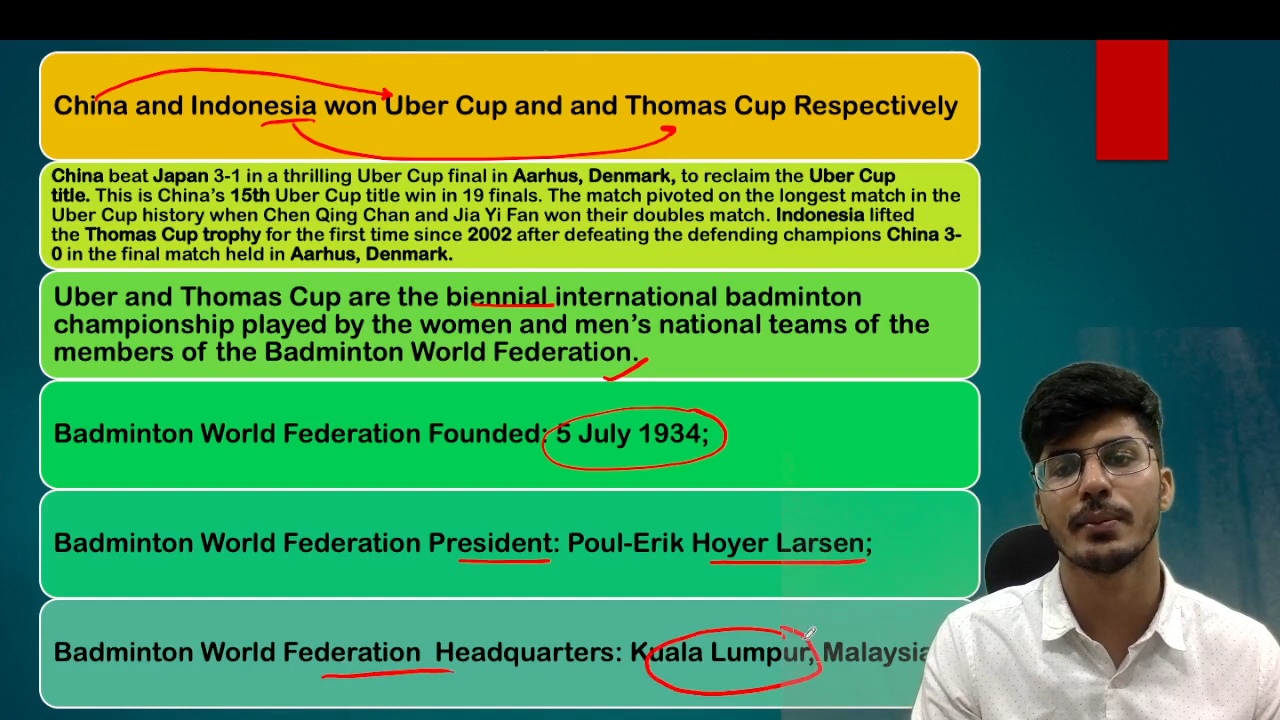 China and Indonesia won Uber Cup and and Thomas Cup Respectively
China beat Japan 3-1 in a thrilling Uber Cup final in Aarhus, Denmark, to reclaim the Uber Cup
title. This is China's 15th Uber Cup title win in 19 finals. The match pivoted on the longest match in the
Uber Cup history when Chen Qing Chan and Jia Yi Fan won their doubles match. Indonesia lifted
the Thomas Cup trophy for the first time since 2002 after defeating the defending champions China 3-
0 in the final match held in Aarhus, Denmark.
Uber and Thomas Cup are the biennial international badminton
championship played by the women and men's national teams of the
members of the Badminton World Federation.
Badminton World Federation Founded: 5 July 1934;
Badminton World Federation President: Poul-Erik Hoyer Larsen;
Badminton World Federation Headquarters: Kuala Lumpur, Malaysia